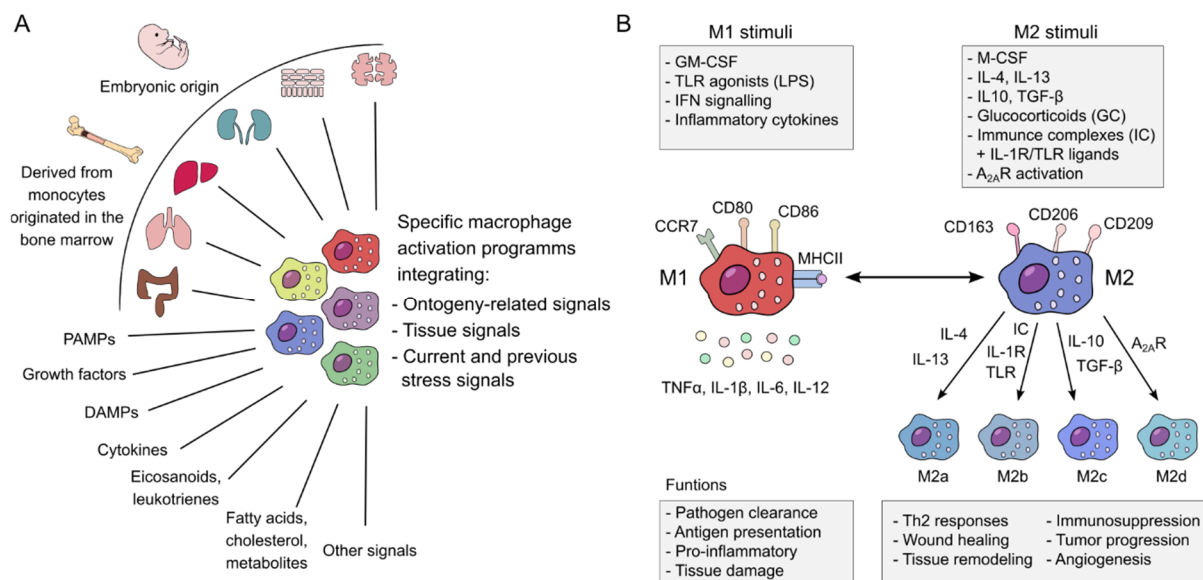 A
Embryonic origin
Derived from
monocytes
originated in the
bone marrow
Specific macrophage
activation programms
integrating:
- Ontogeny-related signals
- Tissue signals
- Current and previous
stress signals
PAMPs
Growth factors
DAMPs
Cytokines
Eicosanoids,
leukotrienes
Fatty acids,
cholesterol,
metabolites
Other signals
B
M1 stimuli
- GM-CSF
- TLR agonists (LPS)
- IFN signalling
- Inflammatory cytokines
M2 stimuli
- M-CSF
- IL-4, IL-13
- IL10, TGF-β
- Glucocorticoids (GC)
- Immunce complexes (IC)
+ IL-1R/TLR ligands
- A2AR activation
CCR7
CD80
CD86
MHCII
M1
TNFα, IL-1β, IL-6, IL-12
CD163
CD206
CD209
M2
IL-4
IL-13
IC
IL-1R
TLR
IL-10
TGF-β
A2AR
M2a
M2b
M2c
M2d
Funtions
- Pathogen clearance
- Antigen presentation
- Pro-inflammatory
- Tissue damage
- Th2 responses
- Wound healing
- Tissue remodeling
- Immunosuppression
- Tumor progression
- Angiogenesis